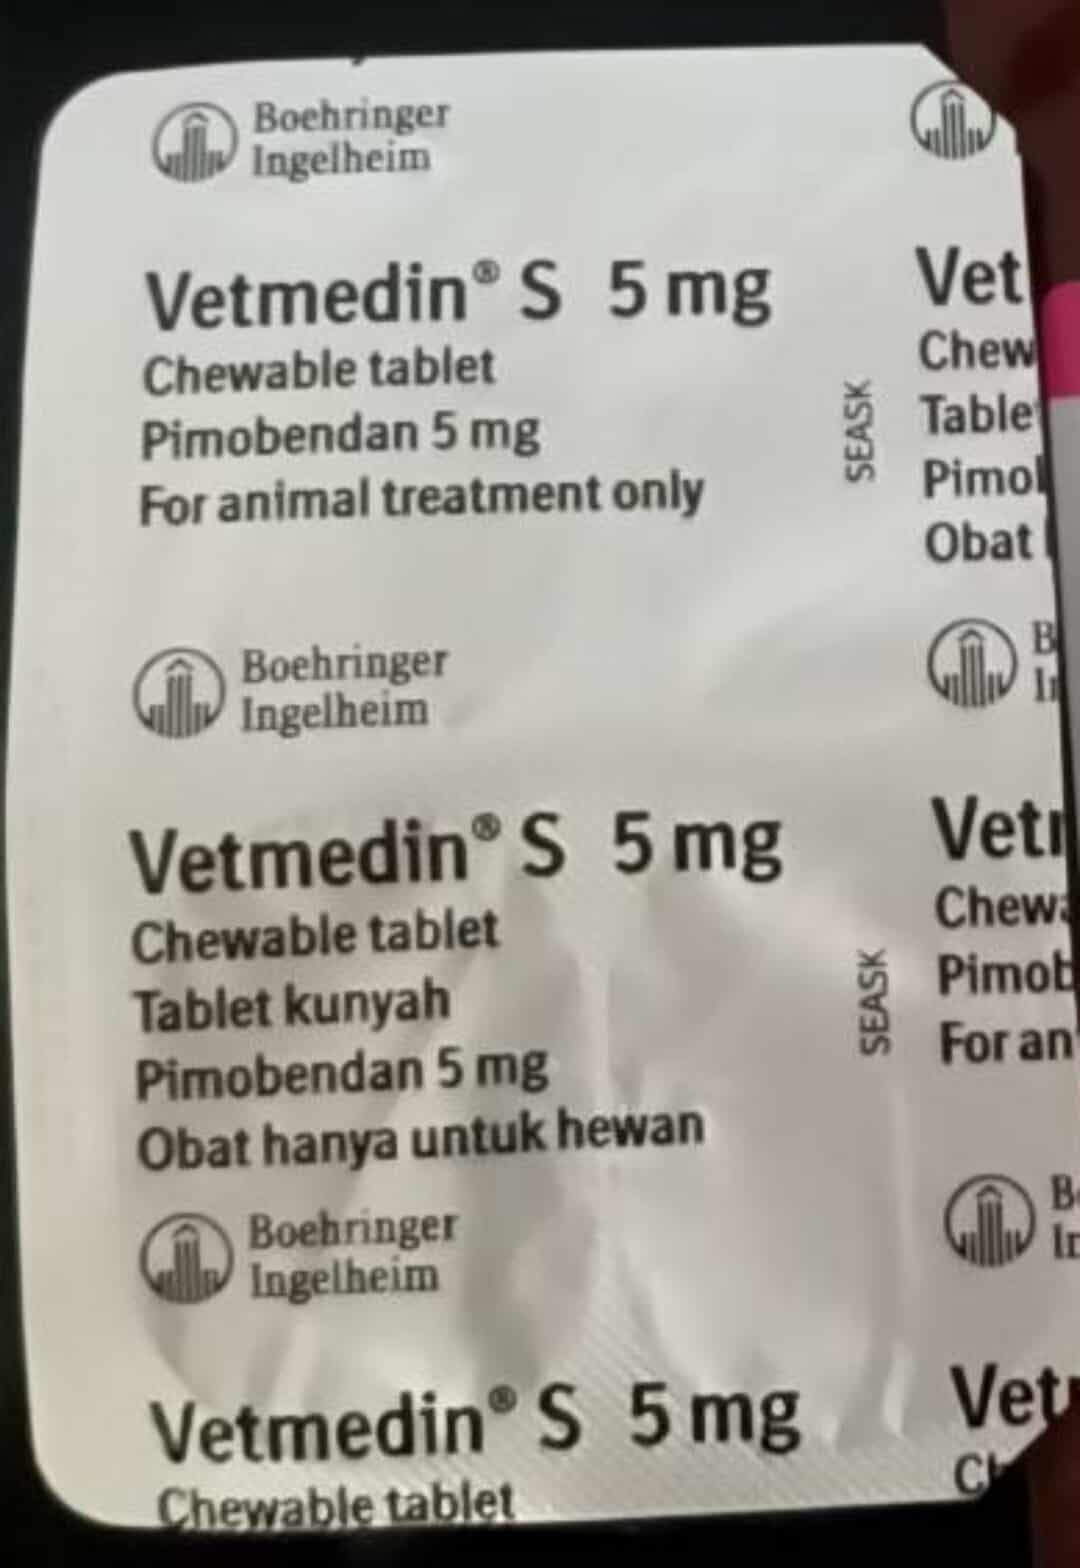 Boehringer
Ingelheim
Vetmedin® S 5 mg
Chewable tablet
Pimobendan 5 mg
For animal treatment only
SEASK
Boehringer
Ingelheim
Vetmedin® S 5 mg
Chewable tablet
Tablet kunyah
Pimobendan 5 mg
Obat hanya untuk hewan
SEASK
Boehringer
Ingelheim
Vetmedin® S 5 mg
Chewable tablet
Vet
Chew
Table
Pimo
Obat
Vet
Chew
Pimob
For an
Vet